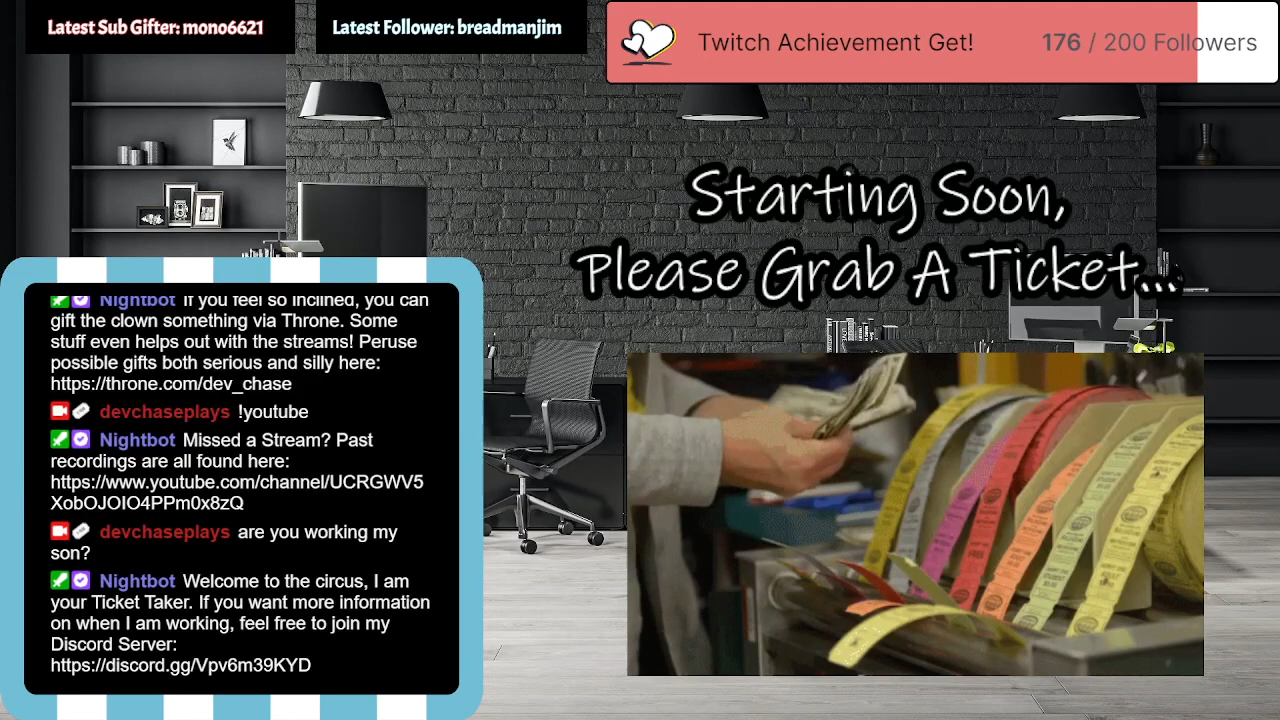 Latest Sub Gifter: mono6621
Latest Follower: breadmanjim
Twitch Achievement Get!
176 / 200 Followers
Starting Soon,
Please Grab A Ticket...
Nightbot If you feel so inclined, you can
gift the clown something via Throne. Some
stuff even helps out with the streams! Peruse
possible gifts both serious and silly here:
https://throne.com/dev_chase
devchaseplays !youtube
Nightbot Missed a Stream? Past
recordings are all found here:
https://www.youtube.com/channel/UCRGWV5
XobOJOIO4PPm0x8zQ
devchaseplays are you working my
son?
Nightbot Welcome to the circus, I am
your Ticket Taker. If you want more information
on when I am working, feel free to join my
Discord Server:
https://discord.gg/Vpv6m39KYD